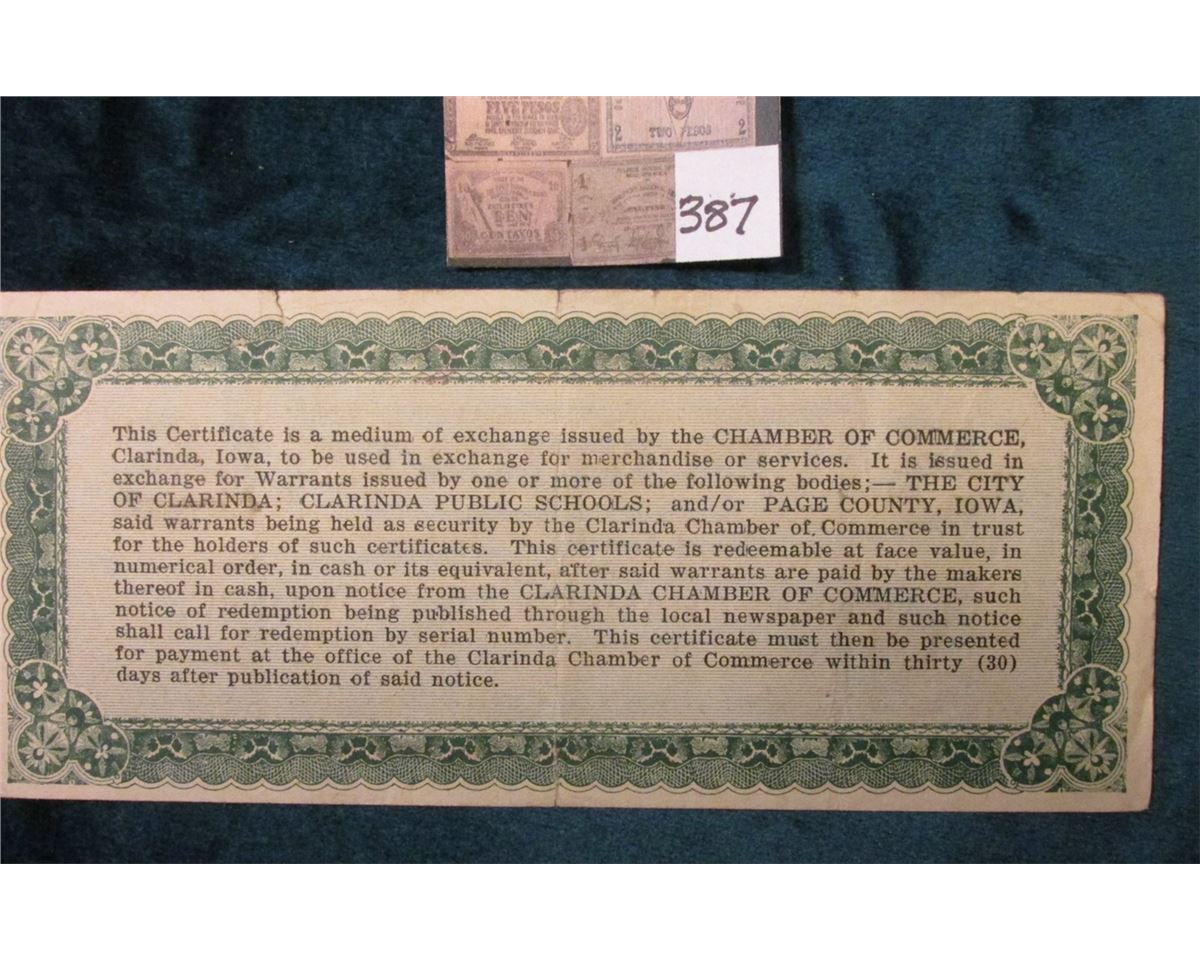 FIVE PESOS
2 TWO PESOS 2
10 10
CENTAVOS
1
387
This Certificate is a medium of exchange issued by the CHAMBER OF COMMERCE,
Clarinda, Iowa, to be used in exchange for merchandise or services. It is issued in
exchange for Warrants issued by one or more of the following bodies;— THE CITY
OF CLARINDA; CLARINDA PUBLIC SCHOOLS; and/or PAGE COUNTY, IOWA,
said warrants being held as security by the Clarinda Chamber of Commerce in trust
for the holders of such certificates. This certificate is redeemable at face value, in
numerical order, in cash or its equivalent, after said warrants are paid by the makers
thereof in cash, upon notice from the CLARINDA CHAMBER OF COMMERCE, such
notice of redemption being published through the local newspaper and such notice
shall call for redemption by serial number. This certificate must then be presented
for payment at the office of the Clarinda Chamber of Commerce within thirty (30)
days after publication of said notice.